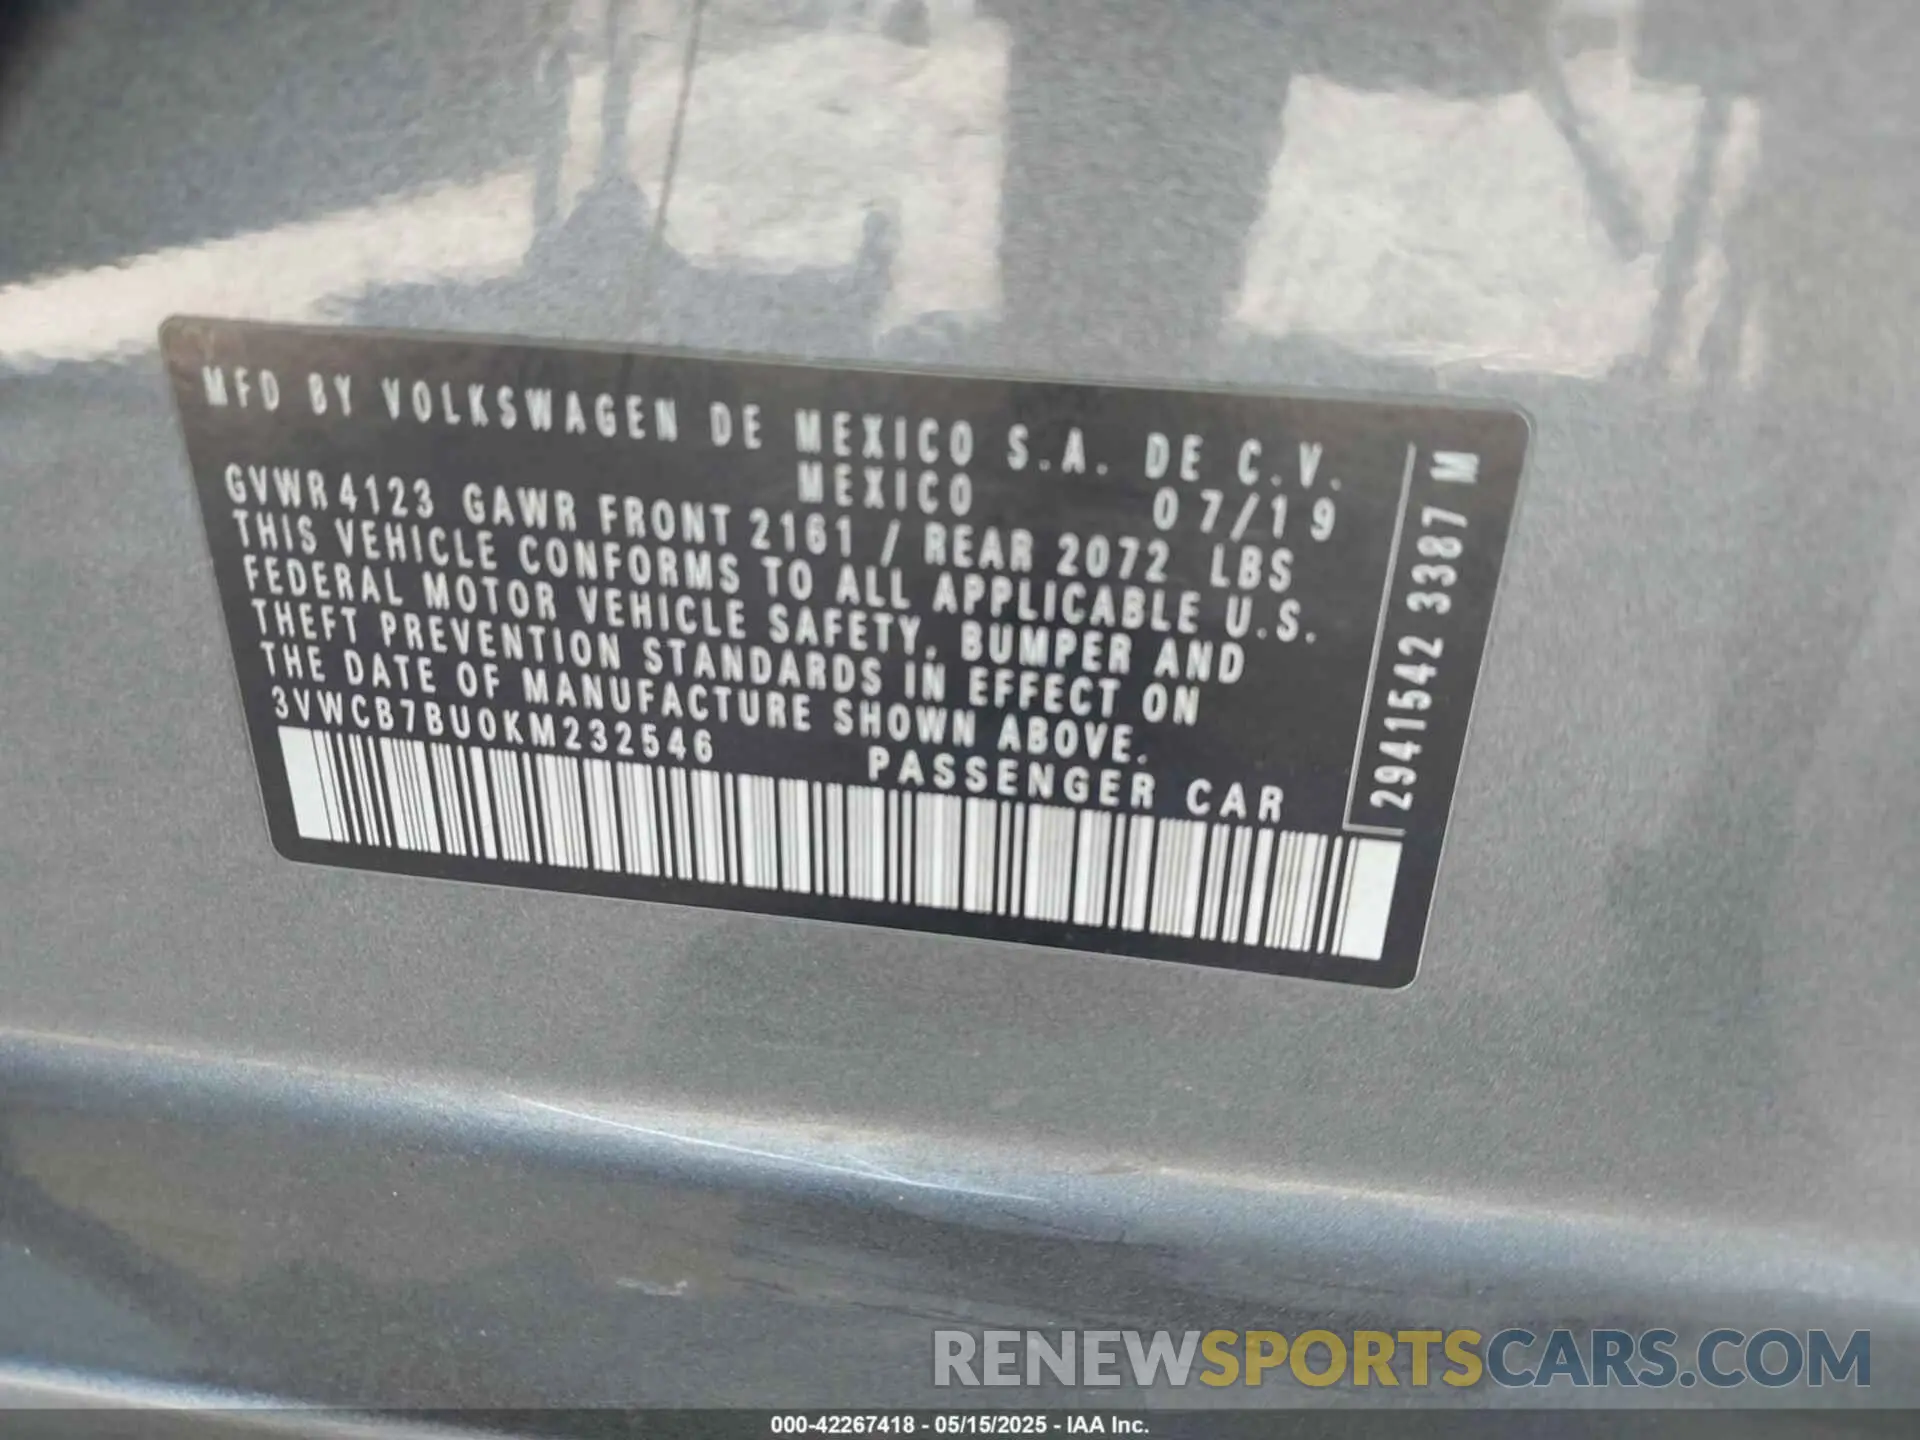 MFD BY VOLKSWAGEN DE MEXICO S.A. DE C.V.
MEXICO 07/19
GVWR 4123 GAWR FRONT 2161 / REAR 2072 LBS
THIS VEHICLE CONFORMS TO ALL APPLICABLE U.S.
FEDERAL MOTOR VEHICLE SAFETY, BUMPER AND
THEFT PREVENTION STANDARDS IN EFFECT ON
THE DATE OF MANUFACTURE SHOWN ABOVE.
3VWCB7BU0KM232546 PASSENGER CAR
2941542 3387 M
RENEWSPORTSCARS.COM
000-42267418 - 05/15/2025 - IAA Inc.